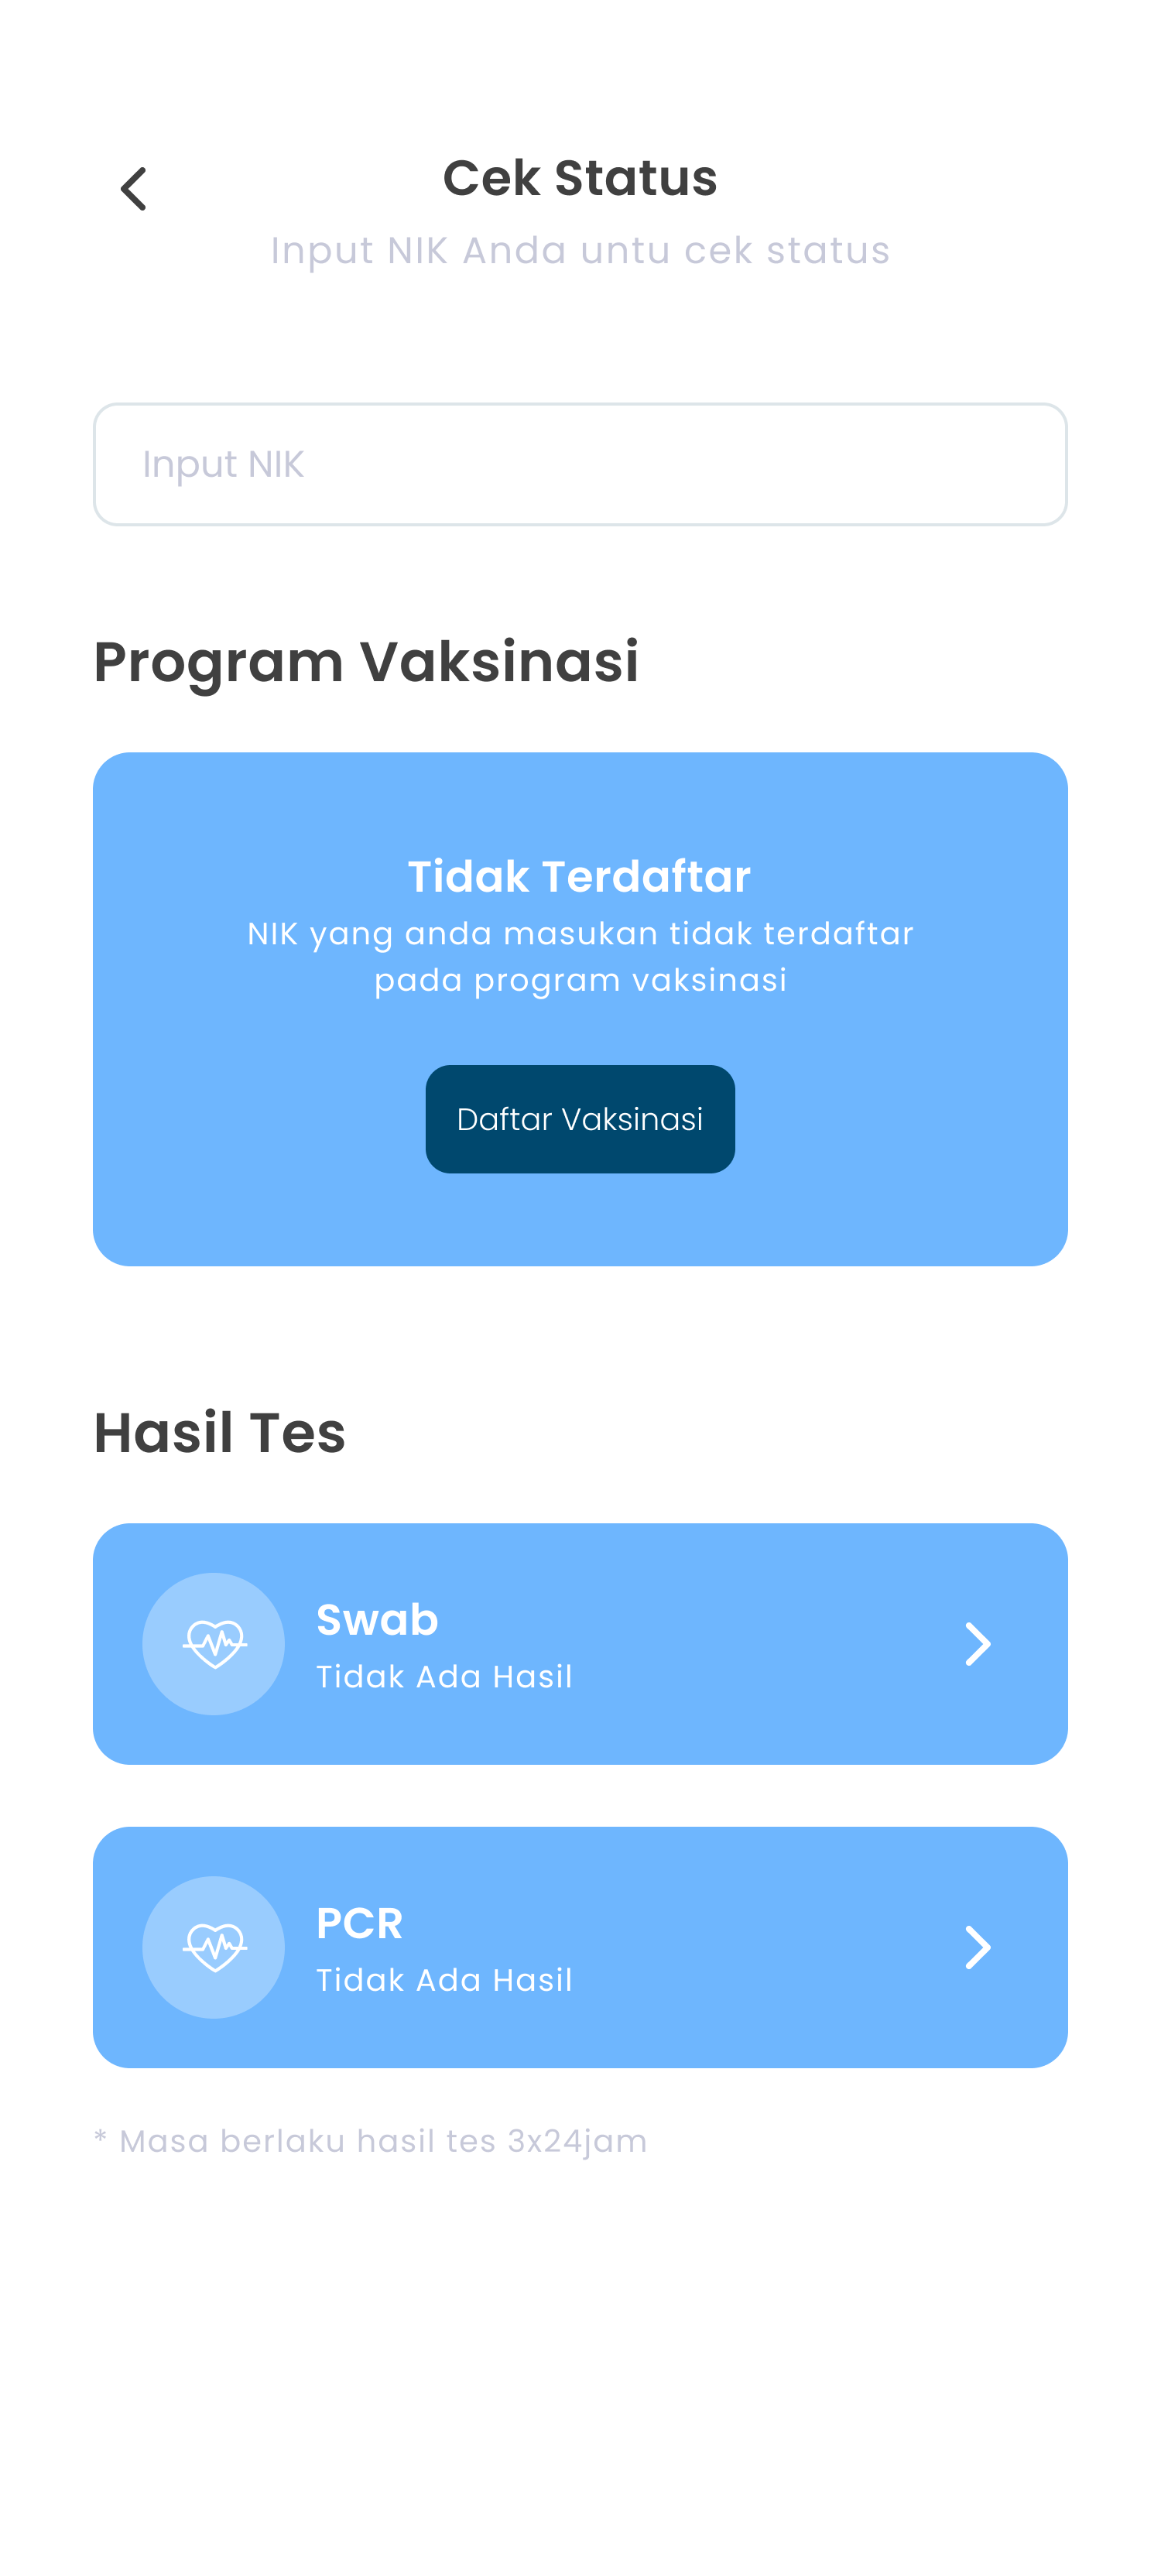 Cek Status
Input NIK Anda untu cek status
Input NIK
Program Vaksinasi
Tidak Terdaftar
NIK yang anda masukan tidak terdaftar
pada program vaksinasi
Daftar Vaksinasi
Hasil Tes
Swab
Tidak Ada Hasil
PCR
Tidak Ada Hasil
* Masa berlaku hasil tes 3x24jam